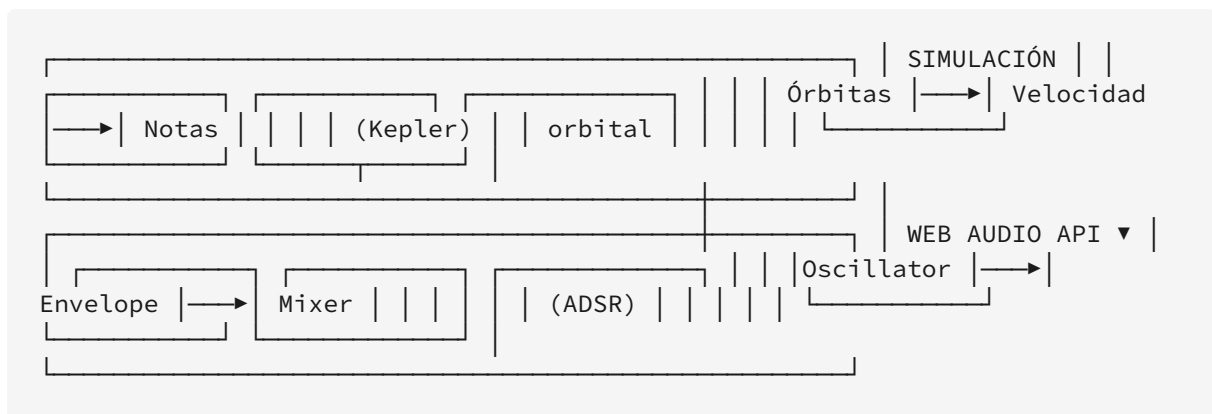 SIMULACIÓN
Órbitas Velocidad
Notas (Kepler) orbital
WEB AUDIO API ▼
Oscillator
Envelope Mixer (ADSR)